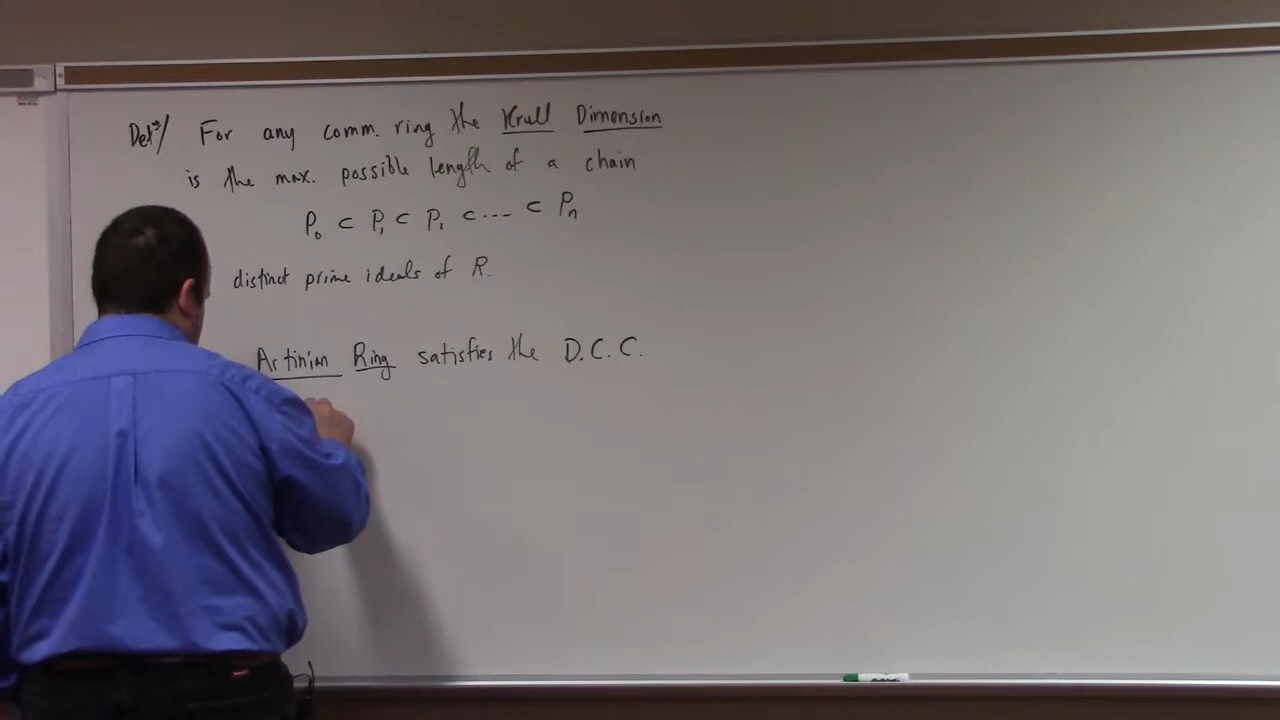 Defn/ For any comm. ring the Krull Dimension
is the max. possible length of a chain
P₀ ⊂ P₁ ⊂ P₂ ⊂ --- ⊂ Pₙ
distinct prime ideals of R.
Artinian Ring satisfies the D.C.C.